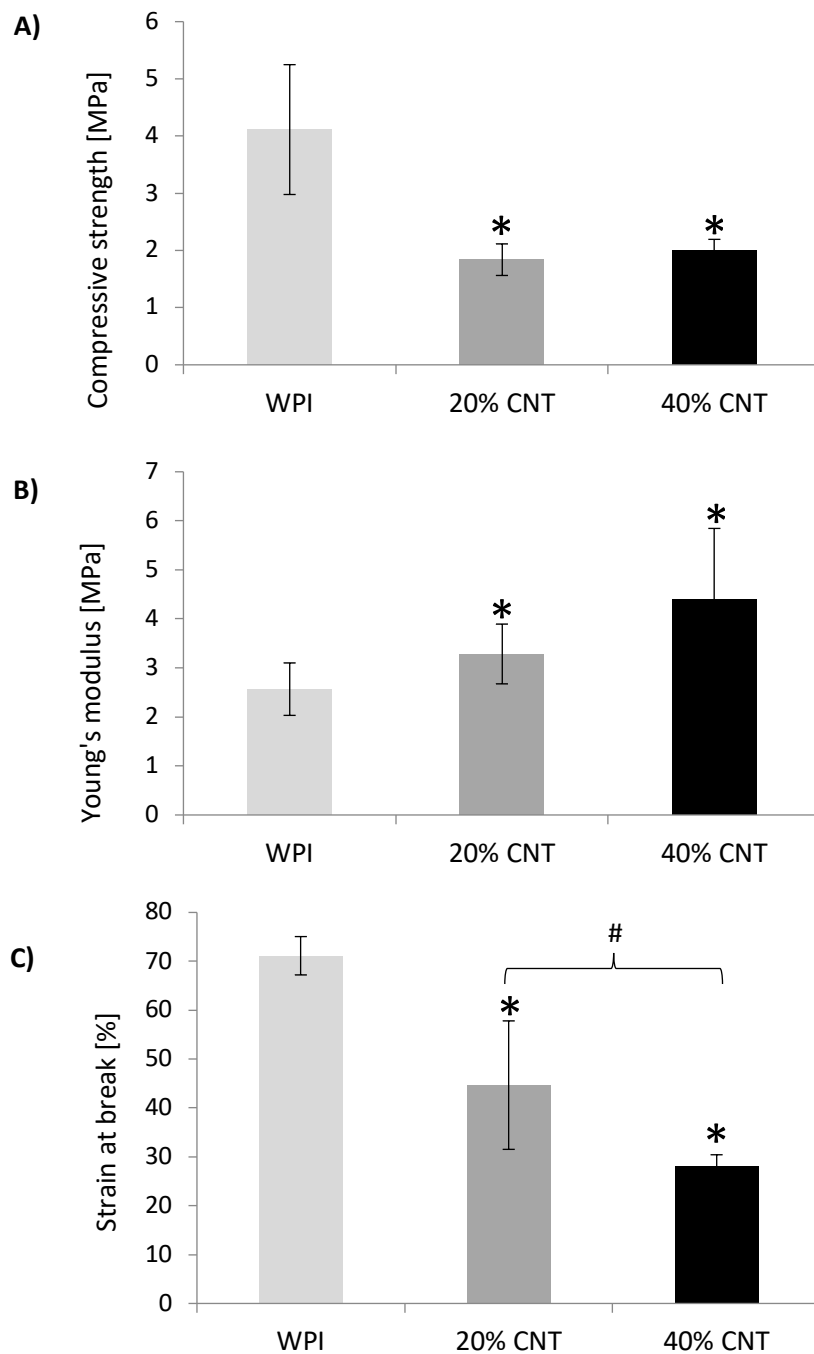 A)
Compressive strength [MPa]
6
5
4
3
2
1
0
*
*
WPI
20% CNT
40% CNT
B)
Young's modulus [MPa]
7
6
5
4
3
2
1
0
*
*
WPI
20% CNT
40% CNT
C)
Strain at break [%]
80
70
60
50
40
30
20
10
0
#
*
*
WPI
20% CNT
40% CNT